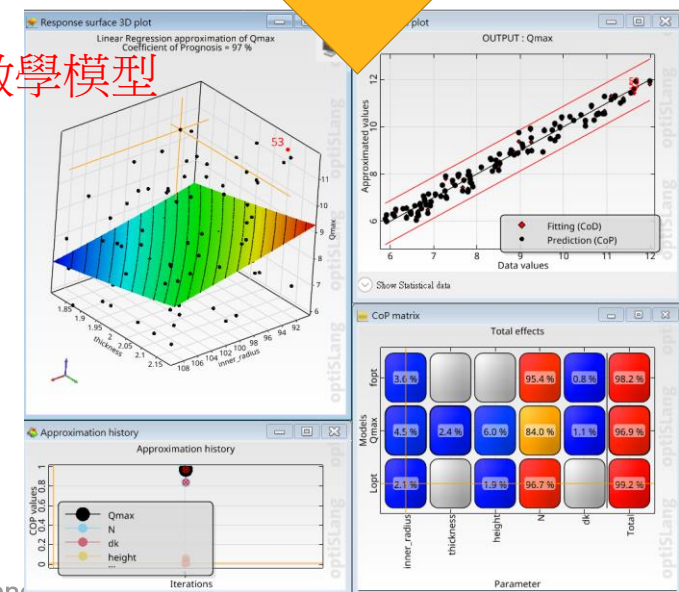 Response surface 3D plot
Linear Regression approximation of Qmax
Coefficient of Prognosis = 97 %
學模型
53
11
10
9
8
7
6
Qmax
1.85
1.9
1.95
2
2.05
2.1
2.15
thickness
108 106 104 102 100 98 96 94 92
inner_radius
optiSLang
plot
OUTPUT : Qmax
Approximated values
12
10
8
6
53
6 7 8 9 10 11 12
Data values
Fitting (CoD)
Prediction (CoP)
optiSLang
Show Statistical data
Approximation history
Approximation history
COP values
0 0.2 0.4 0.6 0.8 1
Qmax
N
dk
height
1
Iterations
optiSLang
CoP matrix
Total effects
Models
fopt 3.6 % 95.4 % 0.8 % 98.2 %
Qmax 4.5 % 2.4 % 6.0 % 84.0 % 1.1 % 96.9 %
Lopt 2.1 % 1.9 % 96.7 % 99.2 %
inner_radius
thickness
height
N
dk
Total
Parameter
optiSLang